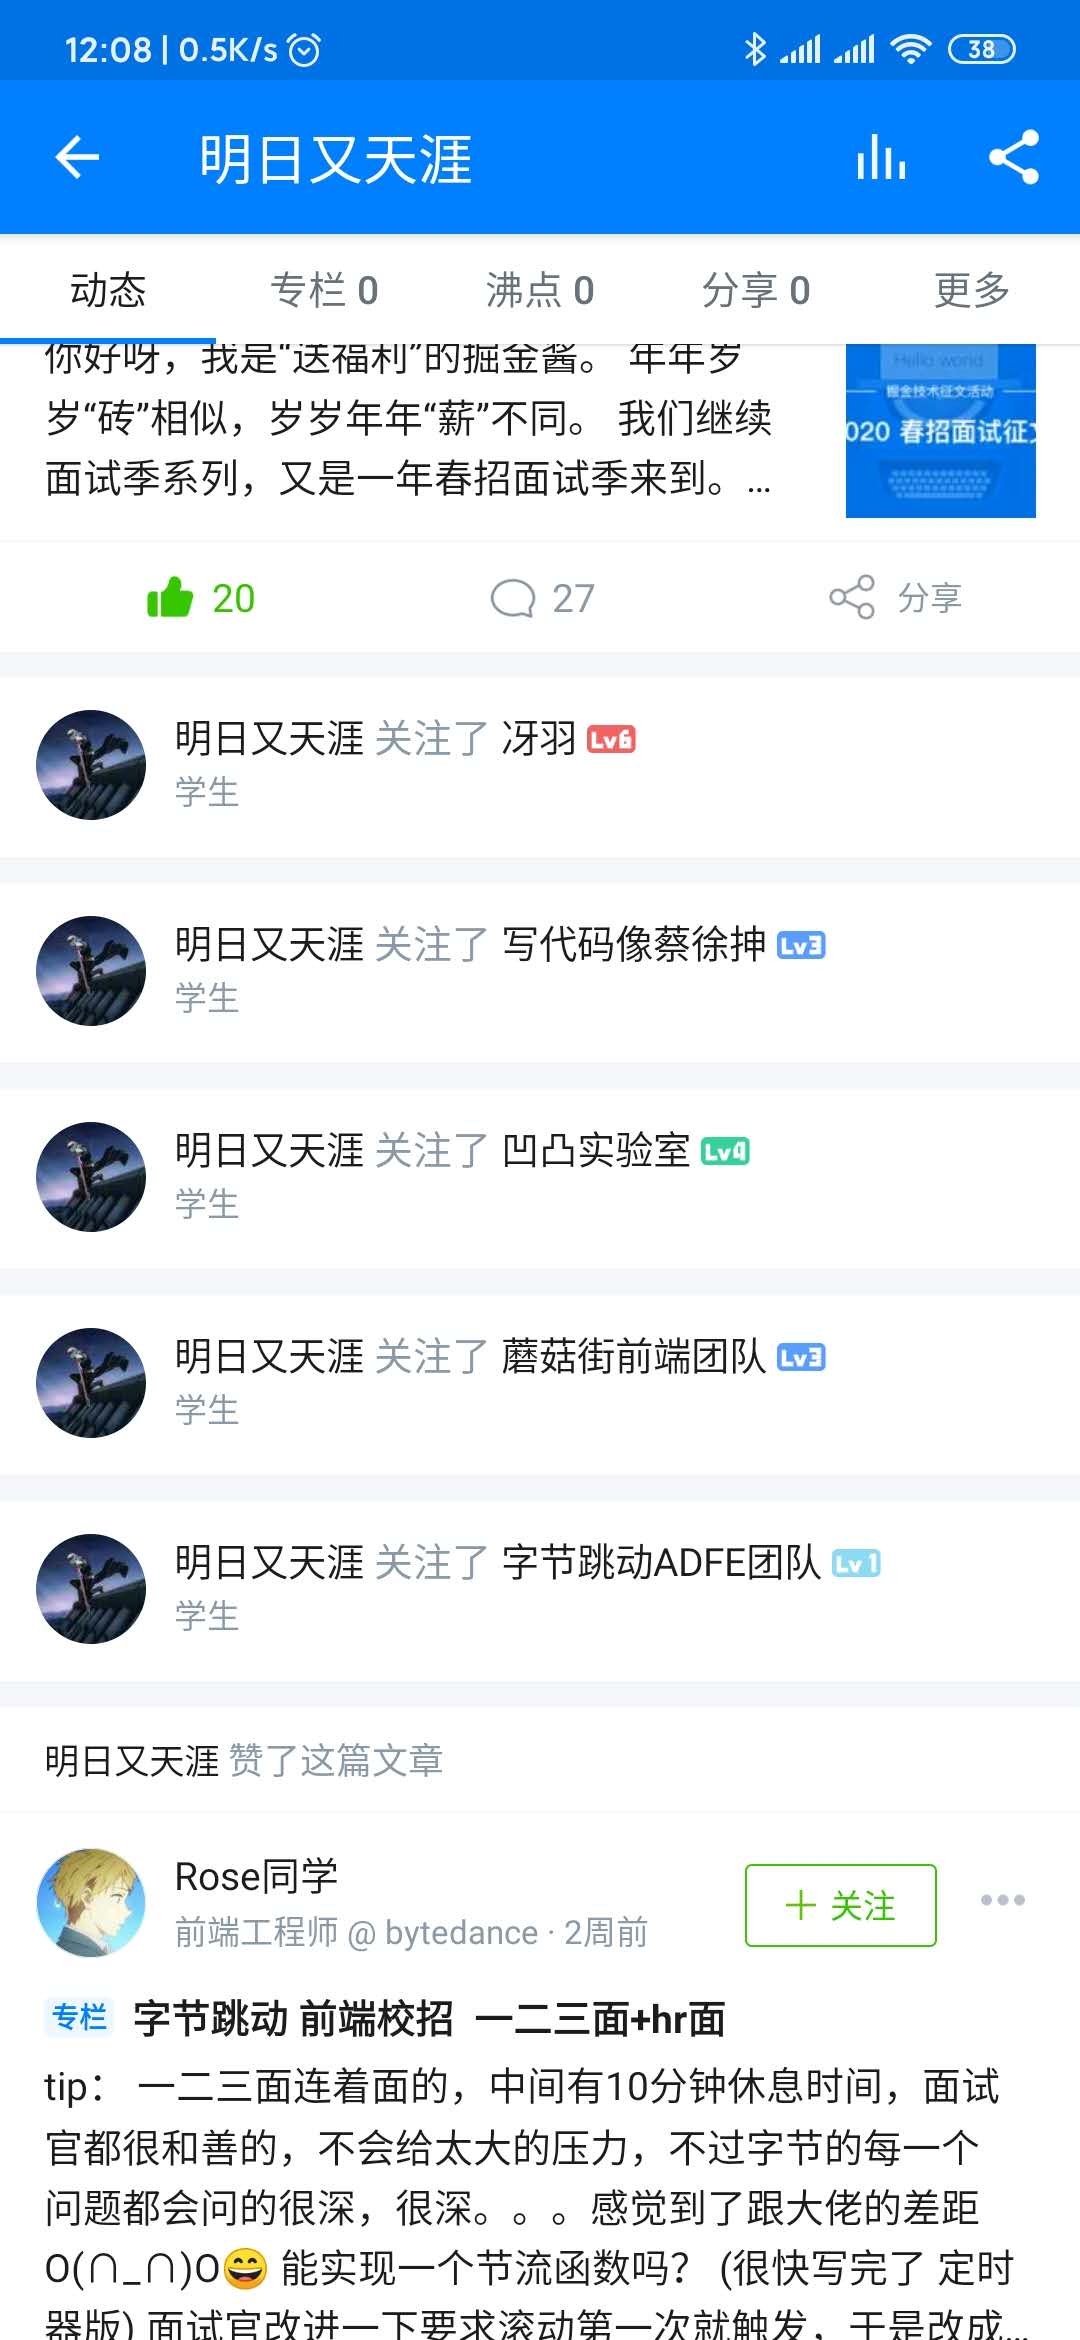 12:08 | 0.5K/s
38
明日又天涯
动态 专栏 0 沸点 0 分享 0 更多
你好呀，我是“送福利”的掘金酱。 年年岁
岁“砖”相似，岁岁年年“薪”不同。 我们继续
面试季系列，又是一年春招面试季来到。...
Hello world
掘金技术征文活动
020 春招面试征文
20 27 分享
明日又天涯 关注了 冴羽 Lv6
学生
明日又天涯 关注了 写代码像蔡徐抻 Lv3
学生
明日又天涯 关注了 凹凸实验室 Lv4
学生
明日又天涯 关注了 蘑菇街前端团队 Lv3
学生
明日又天涯 关注了 字节跳动ADFE团队 Lv1
学生
明日又天涯 赞了这篇文章
Rose同学
前端工程师 @ bytedance · 2周前
+ 关注
专栏 字节跳动 前端校招 一二三面+hr面
tip： 一二三面连着面的，中间有10分钟休息时间，面试
官都很和善的，不会给太大的压力，不过字节的每一个
问题都会问的很深，很深。。。感觉到了跟大佬的差距
O(∩_∩)O😄 能实现一个节流函数吗？ (很快写完了 定时
器版) 面试官改进一下要求滚动第一次就触发，于是改成...